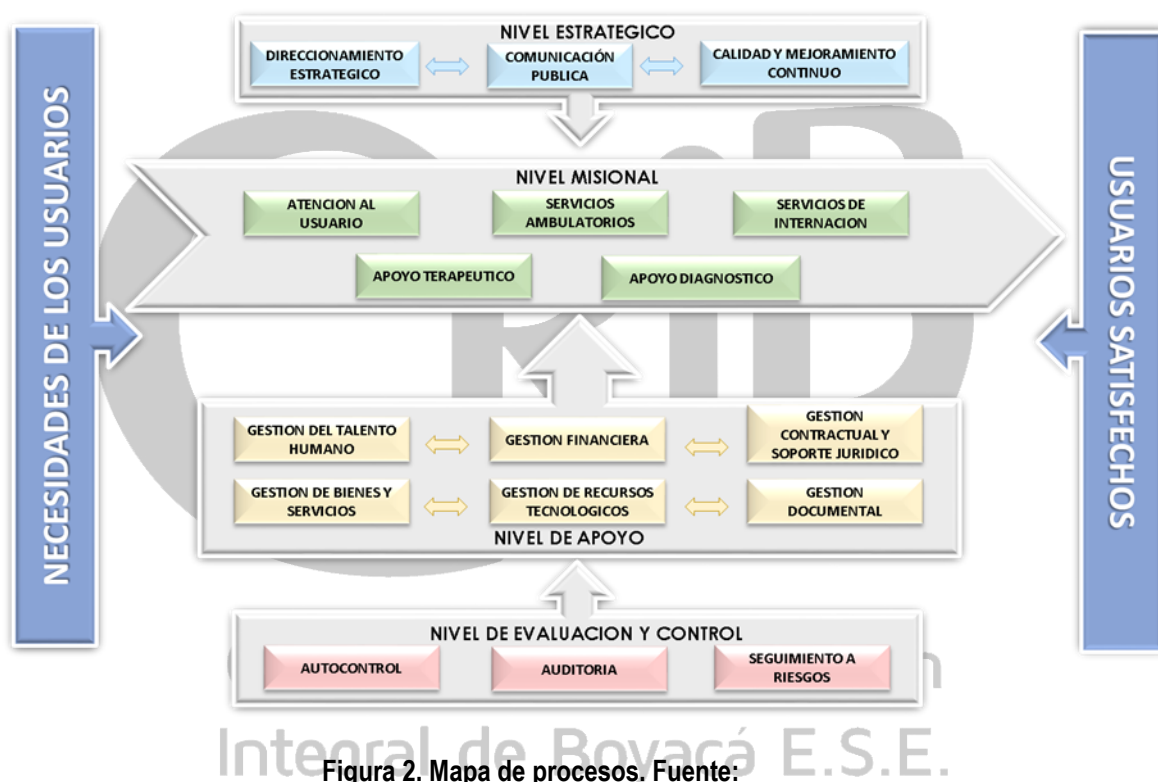 NIVEL ESTRATEGICO
DIRECCIONAMIENTO
ESTRATEGICO
COMUNICACIÓN
PUBLICA
CALIDAD Y MEJORAMIENTO
CONTINUO
NECESIDADES DE LOS USUARIOS
NIVEL MISIONAL
ATENCION AL
USUARIO
SERVICIOS
AMBULATORIOS
SERVICIOS DE
INTERNACION
APOYO TERAPEUTICO
APOYO DIAGNOSTICO
USUARIOS SATISFECHOS
GESTION DEL TALENTO
HUMANO
GESTION FINANCIERA
GESTION
CONTRACTUAL Y
SOPORTE JURIDICO
GESTION DE BIENES Y
SERVICIOS
GESTION DE RECURSOS
TECNOLOGICOS
GESTION
DOCUMENTAL
NIVEL DE APOYO
NIVEL DE EVALUACION Y CONTROL
AUTOCONTROL
AUDITORIA
SEGUIMIENTO A
RIESGOS
Integral de Boyacá E.S.E.
Figura 2. Mapa de procesos. Fuente: